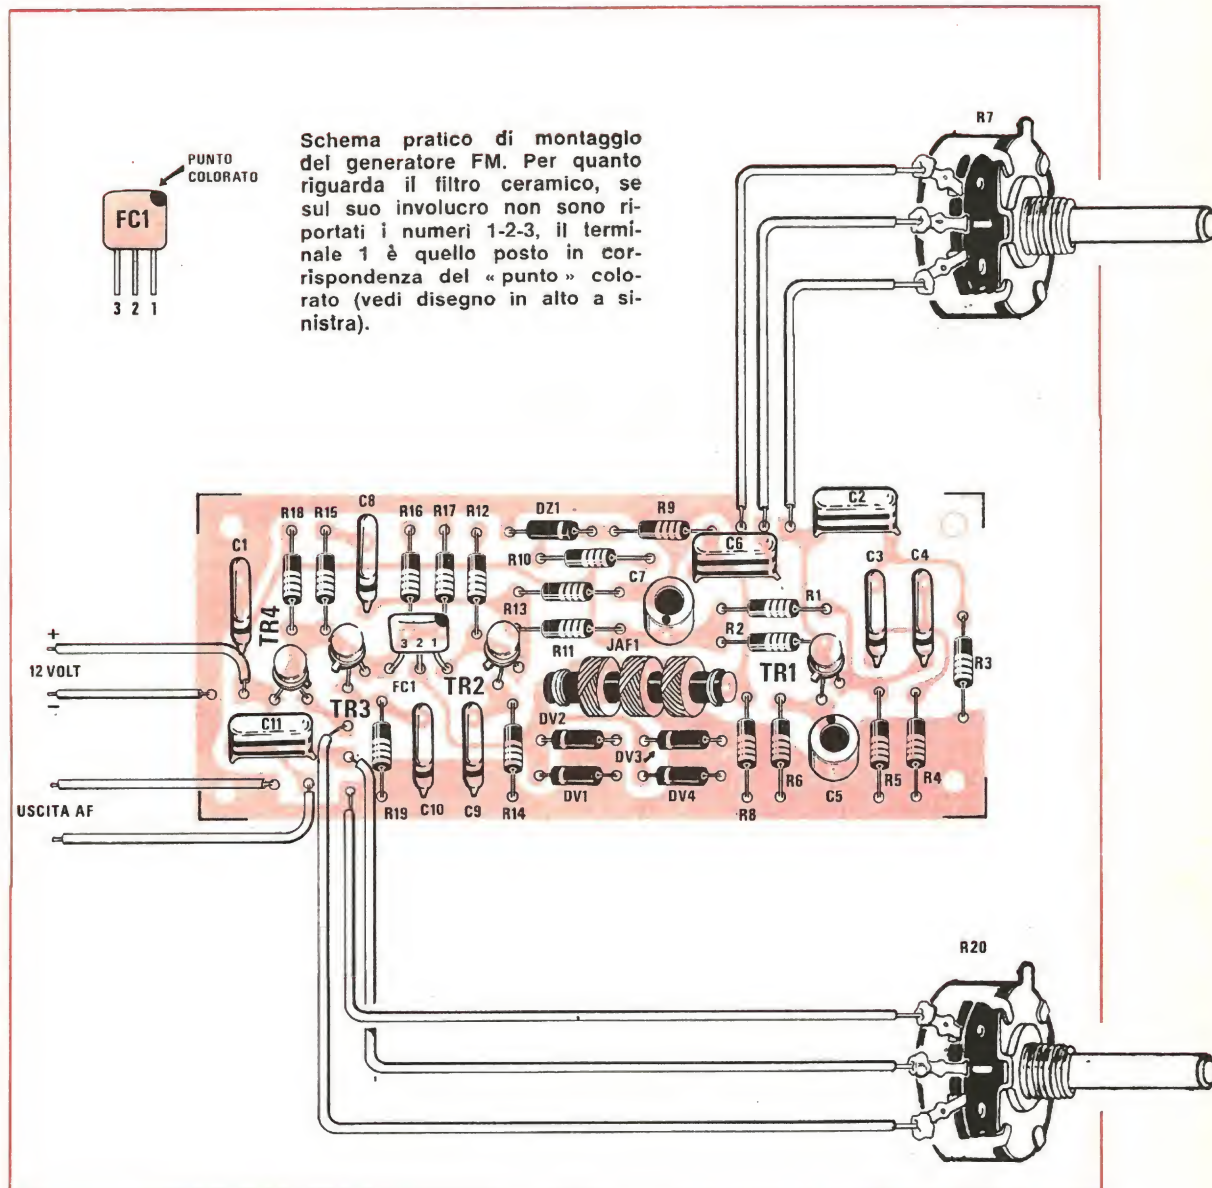 PUNTO
COLORATO
FC1
3 2 1
Schema pratico di montaggio
del generatore FM. Per quanto
riguarda il filtro ceramico, se
sul suo involucro non sono ri-
portati i numeri 1-2-3, il termi-
nale 1 è quello posto in cor-
rispondenza del « punto » colo-
rato (vedi disegno in alto a si-
nistra).
R7
C1
R18
R15
C8
R16
R17
R12
DZ1
R9
C6
C2
R10
C7
C3
C4
TR4
R13
R11
R1
R2
JAF1
TR1
R3
3 2 1
FC1
TR2
+
12 VOLT
–
C11
TR3
DV2
DV3
DV1
DV4
R19
C10
C9
R14
R8
R6
C5
R5
R4
USCITA AF
R20